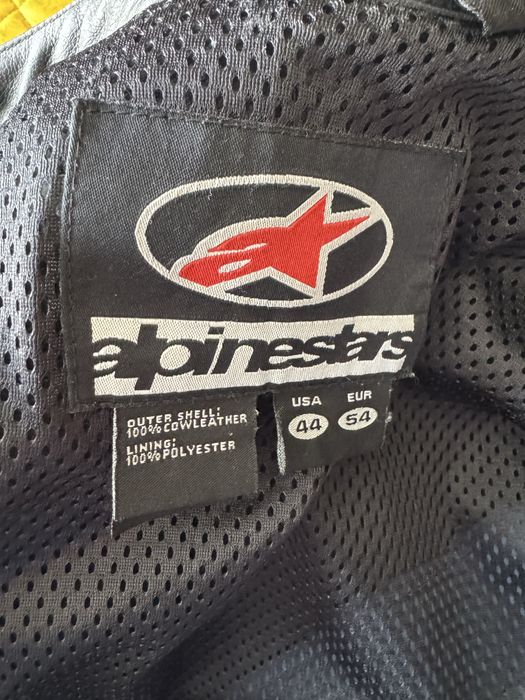 alpinestars
OUTER SHELL:
100% COWLEATHER
LINING:
100% POLYESTER
USA EUR
44 54